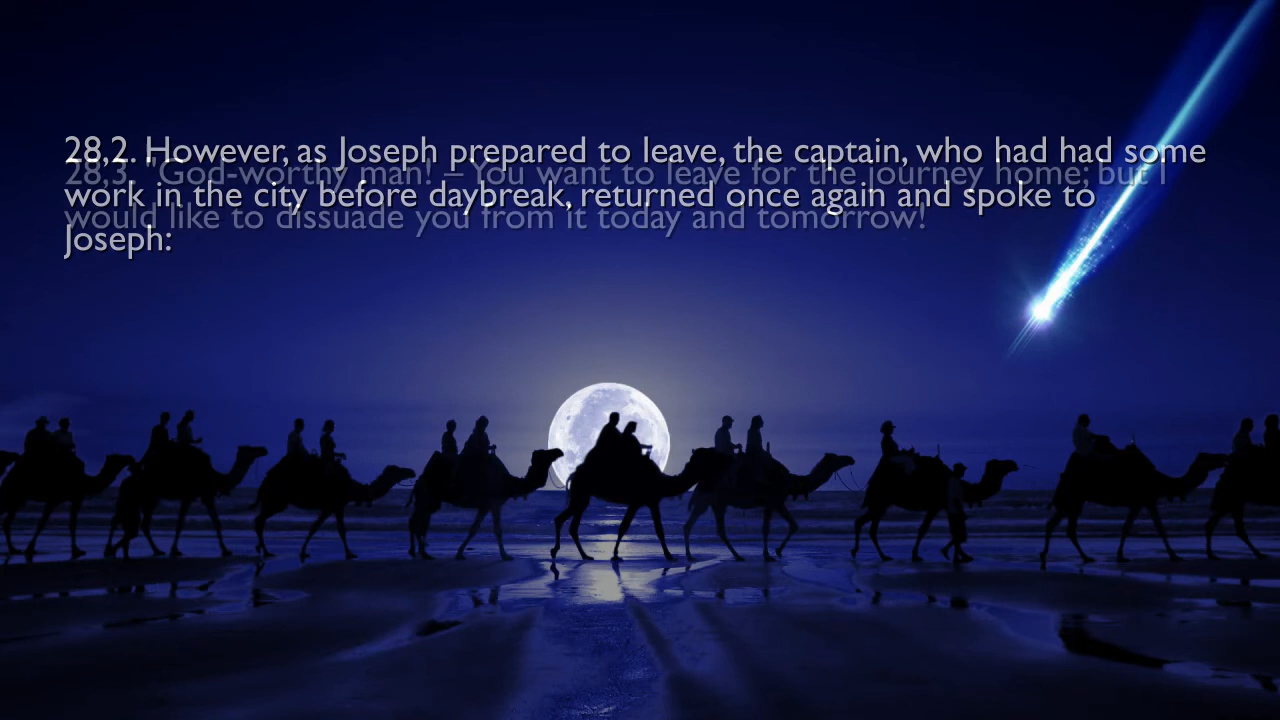 28,2. However, as Joseph prepared to leave, the captain, who had had some
work in the city before daybreak, returned once again and spoke to
Joseph:
28,3. "God-worthy man! – You want to leave for the journey home; but I
would like to dissuade you from it today and tomorrow!